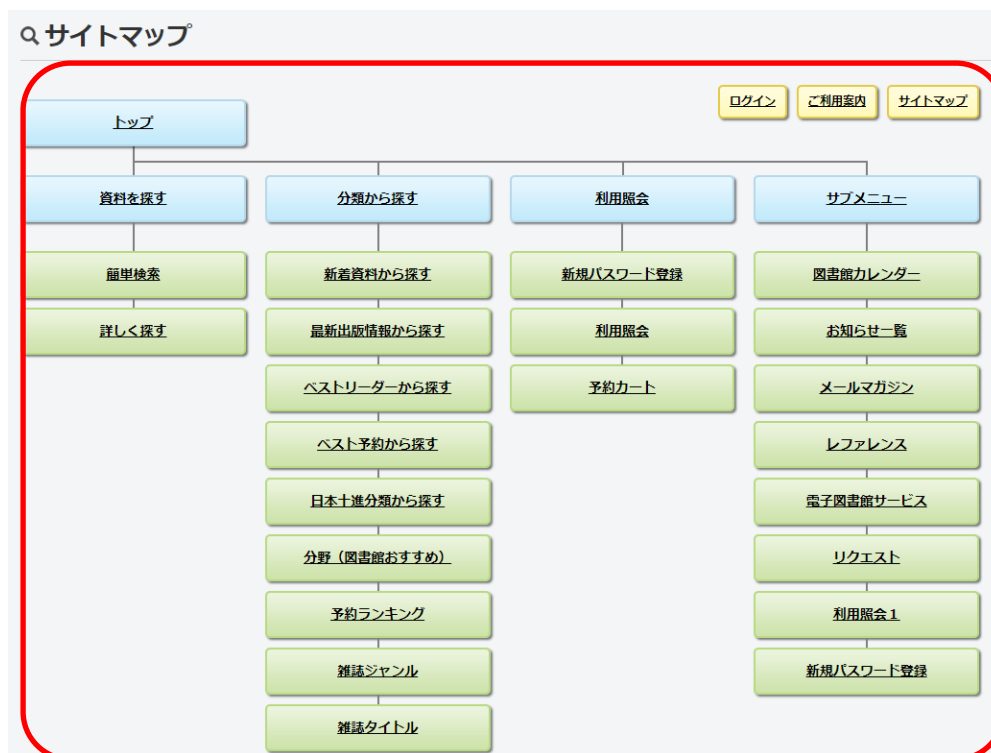 サイトマップ
ログイン
ご利用案内
サイトマップ
トップ
資料を探す
分類から探す
利用照会
サブメニュー
簡単検索
詳しく探す
新着資料から探す
最新出版情報から探す
ベストリーダーから探す
ベスト予約から探す
日本十進分類から探す
分野（図書館おすすめ）
予約ランキング
雑誌ジャンル
雑誌タイトル
新規パスワード登録
利用照会
予約カート
図書館カレンダー
お知らせ一覧
メールマガジン
レファレンス
電子図書館サービス
リクエスト
利用照会１
新規パスワード登録